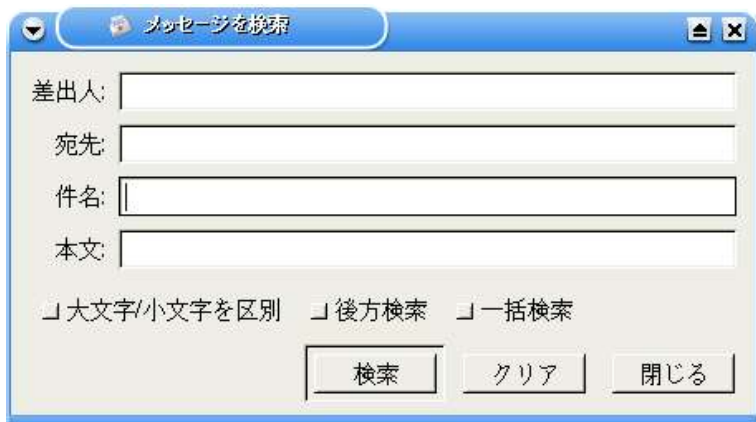 メッセージを検索
差出人:
宛先:
件名:
本文:
大文字/小文字を区別 後方検索 一括検索
検索 クリア 閉じる